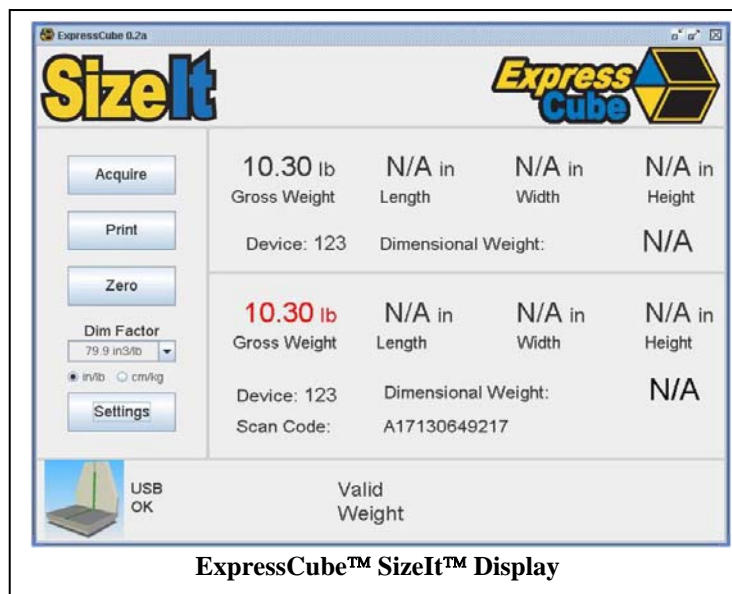 ExpressCube 0.2a
SizeIt
Express
Cube
Acquire
Print
Zero
Dim Factor
79.9 in3/lb
in/lb cm/kg
Settings
10.30 lb N/A in N/A in N/A in
Gross Weight Length Width Height
Device: 123 Dimensional Weight: N/A
10.30 lb N/A in N/A in N/A in
Gross Weight Length Width Height
Device: 123 Dimensional Weight: N/A
Scan Code: A17130649217
USB
OK
Valid
Weight
ExpressCube™ SizeIt™ Display